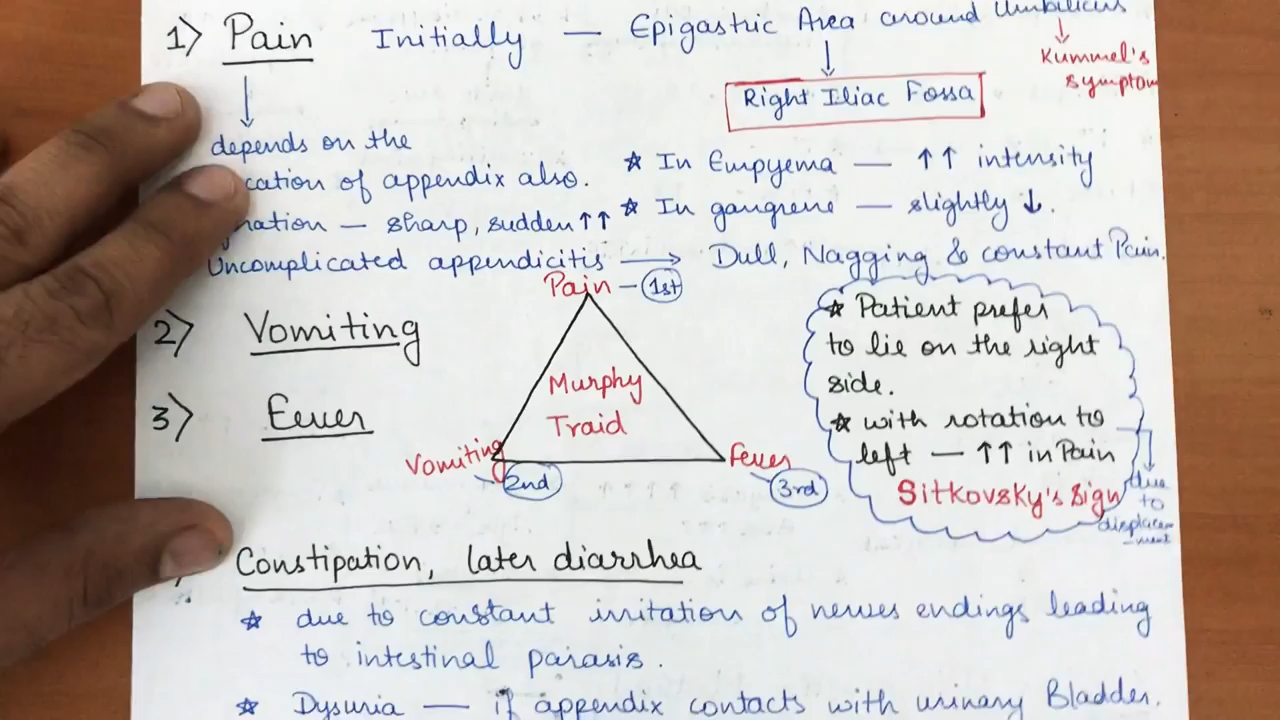 1) Pain Initially — Epigastric Area around Umbilicus
↓ Kummel's symptom
Right Iliac Fossa
depends on the
cation of appendix also.
nation — sharp, sudden ↑↑
Uncomplicated appendicitis → Dull, Nagging & constant Pain.
☆ In Empyema — ↑↑ intensity
☆ In gangrene — slightly ↓.
2) Vomiting
3) Fever
Pain – 1st
Murphy
Traid
Vomiting
2nd
Fever
3rd
☆ Patient prefer
to lie on the right
side.
☆ with rotation to
left — ↑↑ in Pain
Sitkovsky's Sign
due
to
displacem
-ment
Constipation, later diarrhea
☆ due to constant irritation of nerves endings leading
to intestinal parasis.
☆ Dysuria — if appendix contacts with urinary Bladder.